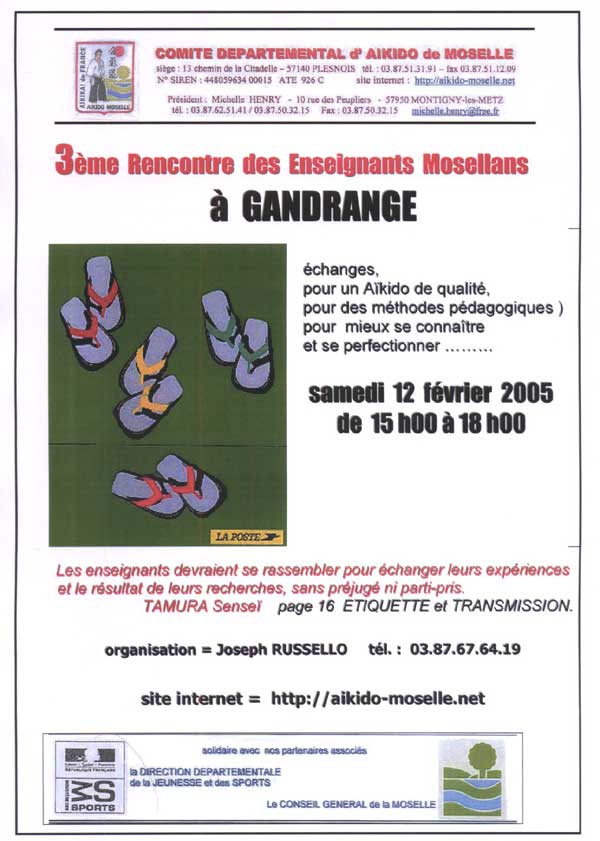 COMITE DEPARTEMENTAL d' AIKIDO de MOSELLE
siège : 13 chemin de la Citadelle – 57140 PLESNOIS tél. : 03.87.51.31.91 – fax 03.87.51.12.09
N° SIREN : 448059634 00015 ATE 926 C site internet : http://aikido-moselle.net
Président : Michelle HENRY - 10 rue des Peupliers - 57950 MONTIGNY-les-METZ
tél. : 03.87.62.51.41 / 03.87.50.32.15 Fax : 03.87.50.32.15 michelle.henry@free.fr
AIKIKAI de FRANCE
AIKIDO MOSELLE
3ème Rencontre des Enseignants Mosellans
à GANDRANGE
échanges,
pour un Aïkido de qualité,
pour des méthodes pédagogiques )
pour mieux se connaître
et se perfectionner ………
samedi 12 février 2005
de 15 h00 à 18 h00
LA POSTE
Les enseignants devraient se rassembler pour échanger leurs expériences
et le résultat de leurs recherches, sans préjugé ni parti-pris.
TAMURA Senseï page 16 ETIQUETTE et TRANSMISSION.
organisation = Joseph RUSSELLO tél. : 03.87.67.64.19
site internet = http://aikido-moselle.net
solidaire avec nos partenaires associés
la DIRECTION DEPARTEMENTALE
de la JEUNESSE et des SPORTS
Le CONSEIL GENERAL de la MOSELLE
RÉPUBLIQUE FRANÇAISE
SPORTS